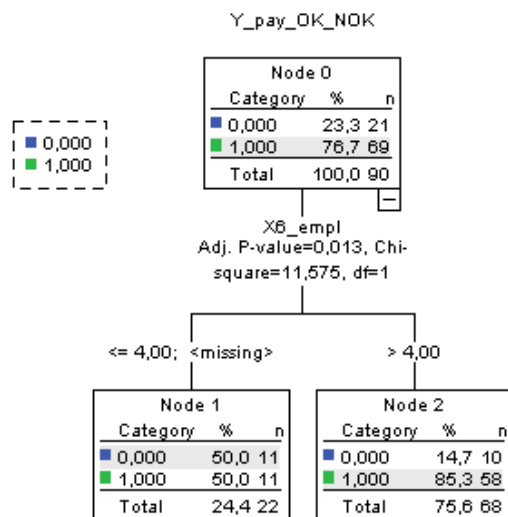 Y_pay_OK_NOK
Node 0
Category % n
0,000 23,3 21
1,000 76,7 69
Total 100,0 90
0,000
1,000
X6_empl
Adj. P-value=0,013, Chi-
square=11,575, df=1
<= 4,00; <missing>
> 4,00
Node 1
Category % n
0,000 50,0 11
1,000 50,0 11
Total 24,4 22
Node 2
Category % n
0,000 14,7 10
1,000 85,3 58
Total 75,6 68